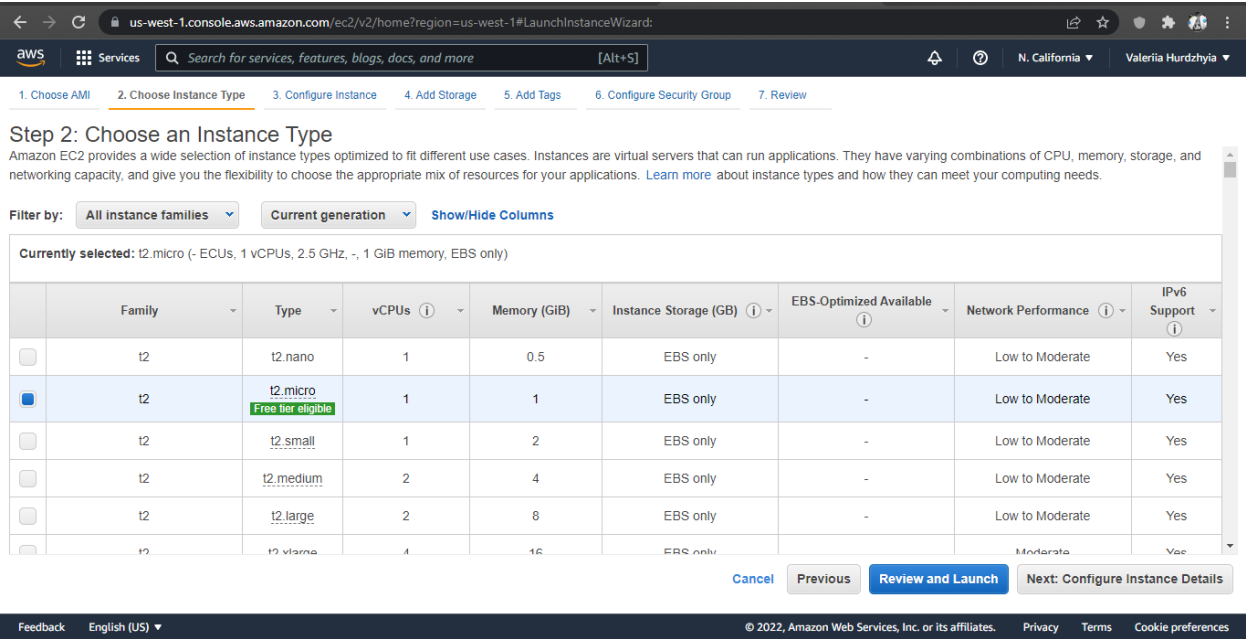 us-west-1.console.aws.amazon.com/ec2/v2/home?region=us-west-1#LaunchInstanceWizard:
aws Services Search for services, features, blogs, docs, and more [Alt+S] N. California ▼ Valeriia Hurdzhyia ▼
1. Choose AMI 2. Choose Instance Type 3. Configure Instance 4. Add Storage 5. Add Tags 6. Configure Security Group 7. Review
Step 2: Choose an Instance Type
Amazon EC2 provides a wide selection of instance types optimized to fit different use cases. Instances are virtual servers that can run applications. They have varying combinations of CPU, memory, storage, and
networking capacity, and give you the flexibility to choose the appropriate mix of resources for your applications. Learn more about instance types and how they can meet your computing needs.
Filter by: All instance families Current generation Show/Hide Columns
Currently selected: t2.micro (- ECUs, 1 vCPUs, 2.5 GHz, -, 1 GiB memory, EBS only)
Family Type vCPUs Memory (GiB) Instance Storage (GB) EBS-Optimized Available Network Performance IPv6 Support
t2 t2.nano 1 0.5 EBS only - Low to Moderate Yes
t2 t2.micro Free tier eligible 1 1 EBS only - Low to Moderate Yes
t2 t2.small 1 2 EBS only - Low to Moderate Yes
t2 t2.medium 2 4 EBS only - Low to Moderate Yes
t2 t2.large 2 8 EBS only - Low to Moderate Yes
t2 t2.xlarge 4 16 EBS only Moderate Yes
Cancel Previous Review and Launch Next: Configure Instance Details
Feedback English (US) ▼ © 2022, Amazon Web Services, Inc. or its affiliates. Privacy Terms Cookie preferences